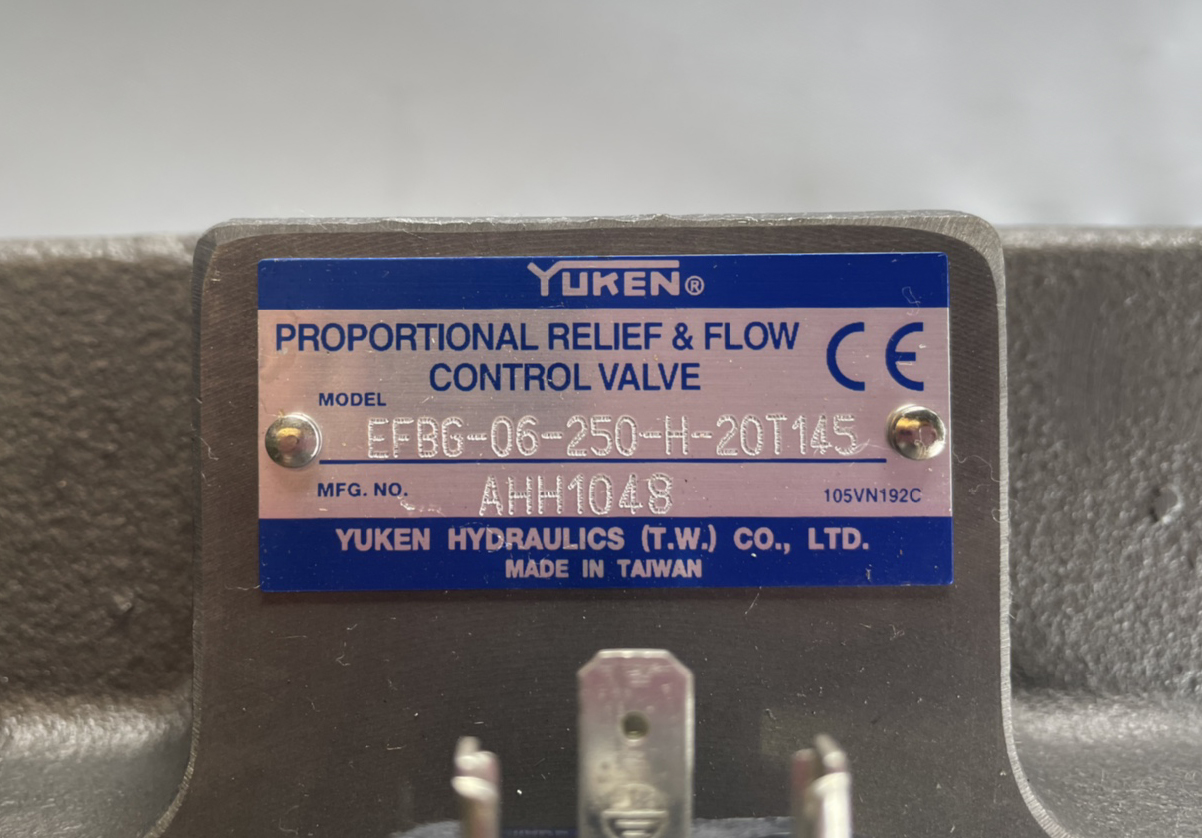 YUKEN®
PROPORTIONAL RELIEF & FLOW
CONTROL VALVE
CE
MODEL
EFBG-06-250-H-20T145
MFG. NO. AHH1048 105VN192C
YUKEN HYDRAULICS (T.W.) CO., LTD.
MADE IN TAIWAN